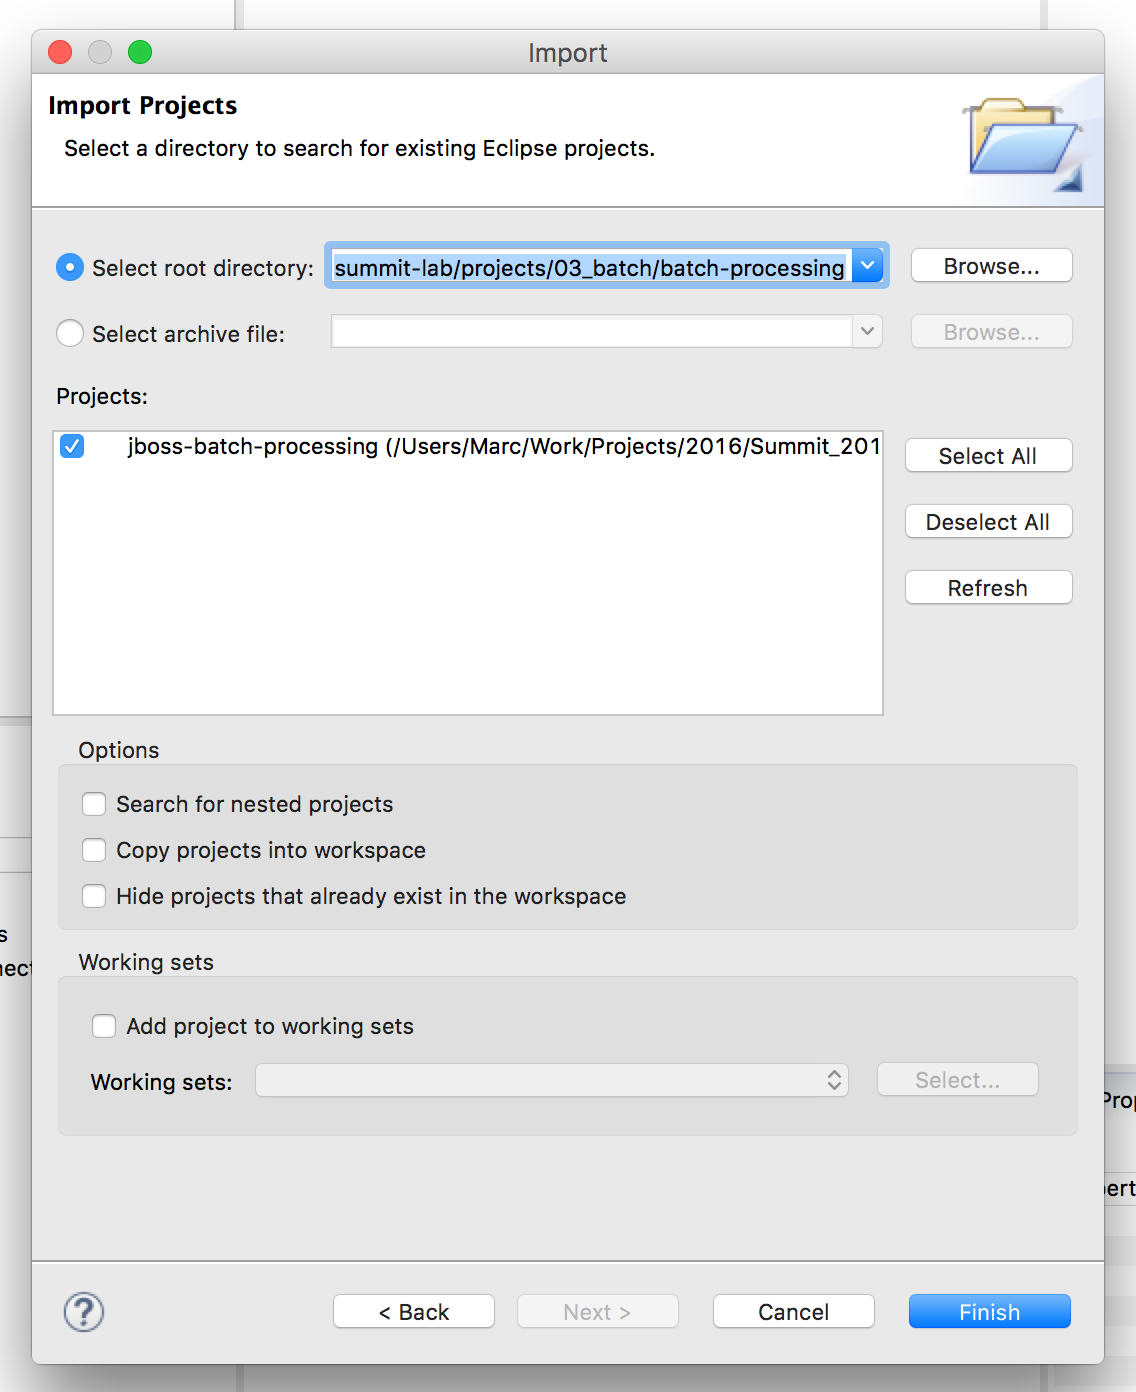 Import
Import Projects
Select a directory to search for existing Eclipse projects.
Select root directory: summit-lab/projects/03_batch/batch-processing Browse...
Select archive file: Browse...
Projects:
jboss-batch-processing (/Users/Marc/Work/Projects/2016/Summit_201
Select All
Deselect All
Refresh
Options
Search for nested projects
Copy projects into workspace
Hide projects that already exist in the workspace
s
nect
Working sets
Add project to working sets
Working sets: Select...
Prop
pert
? < Back Next > Cancel Finish